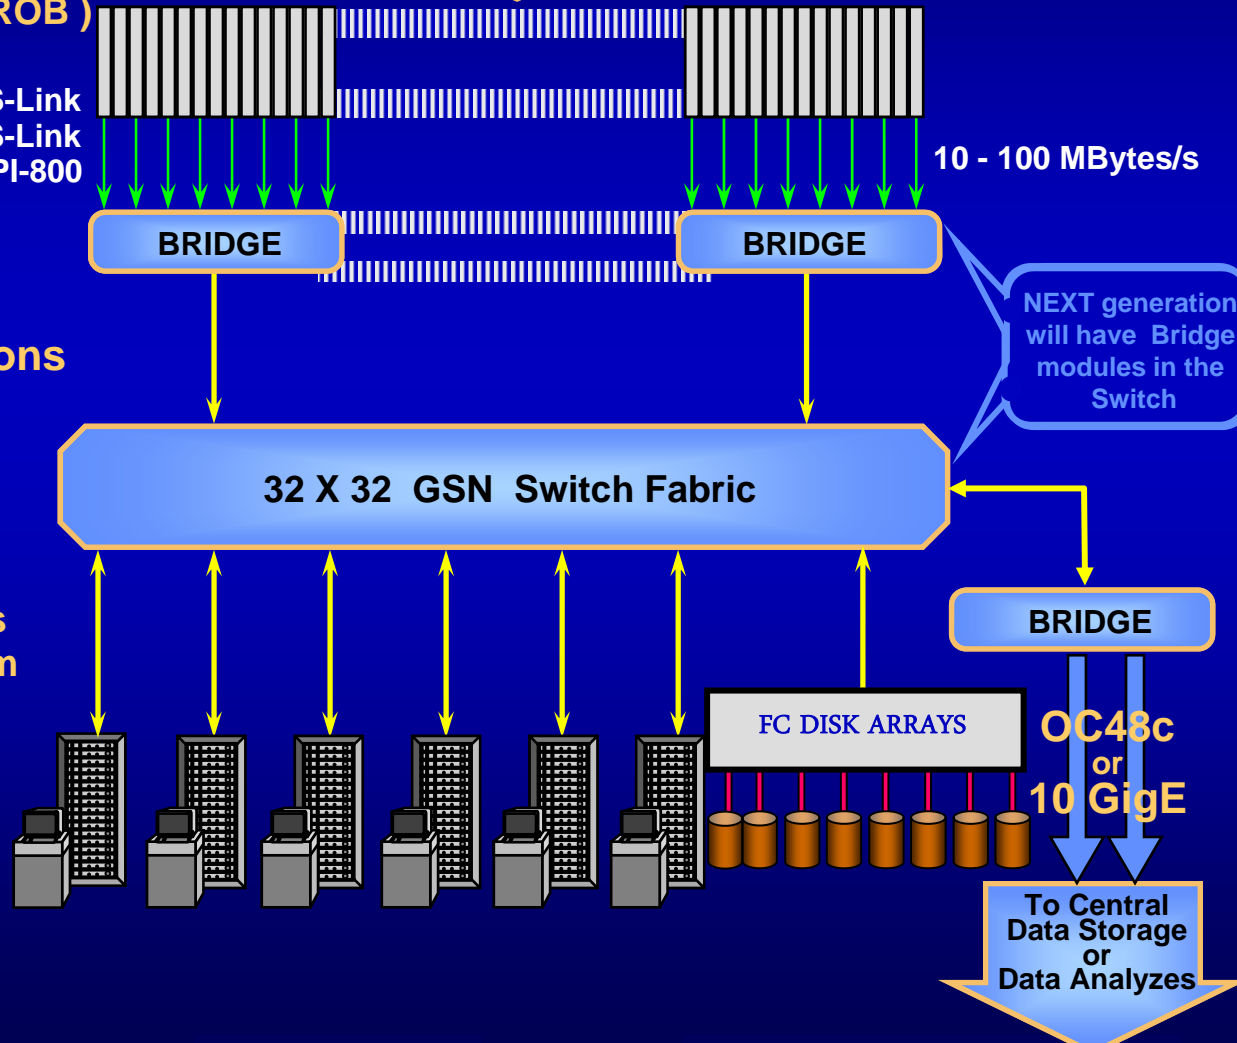 ROB )
S-Link
S-Link
PI-800
10 - 100 MBytes/s
BRIDGE
BRIDGE
NEXT generation
will have Bridge
modules in the
Switch
ons
32 X 32 GSN Switch Fabric
s
m
BRIDGE
FC DISK ARRAYS
OC48c
or
10 GigE
To Central
Data Storage
or
Data Analyzes